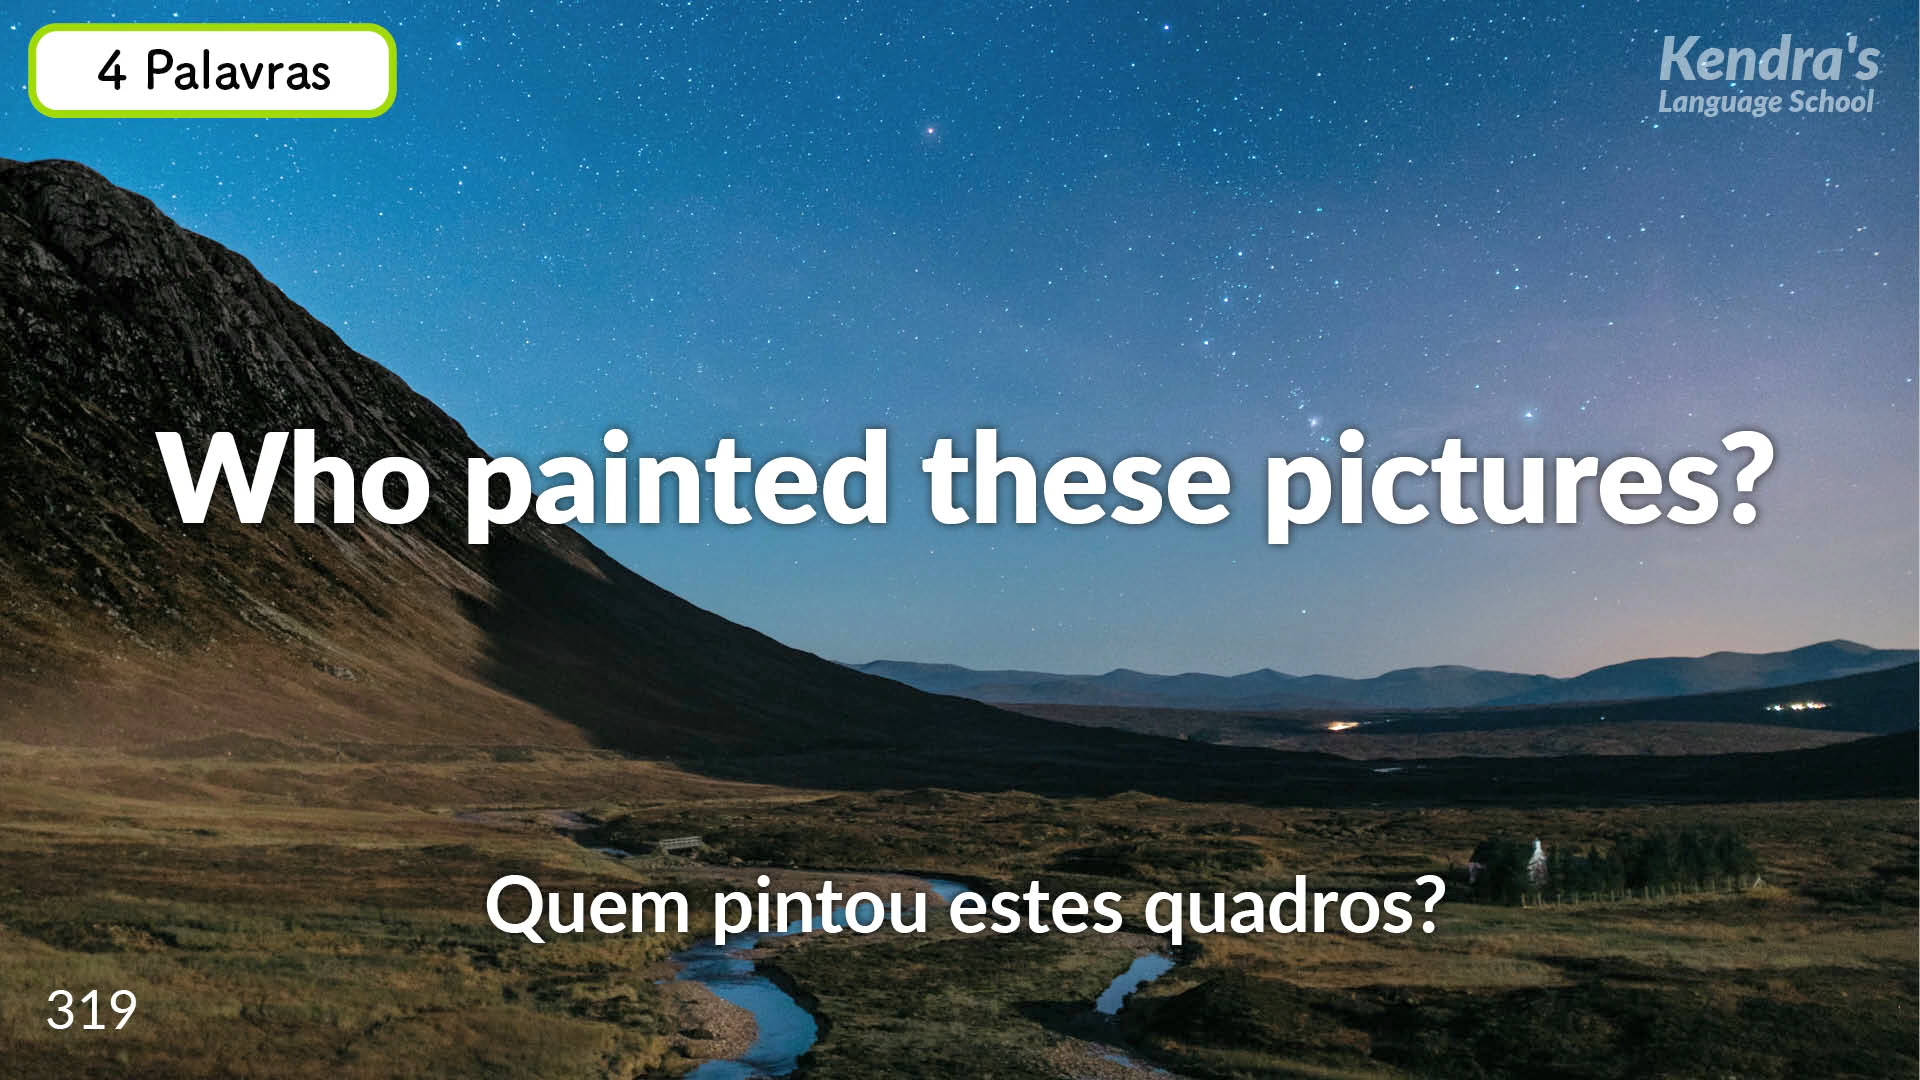 4 Palavras
Kendra's
Language School
Who painted these pictures?
Quem pintou estes quadros?
319